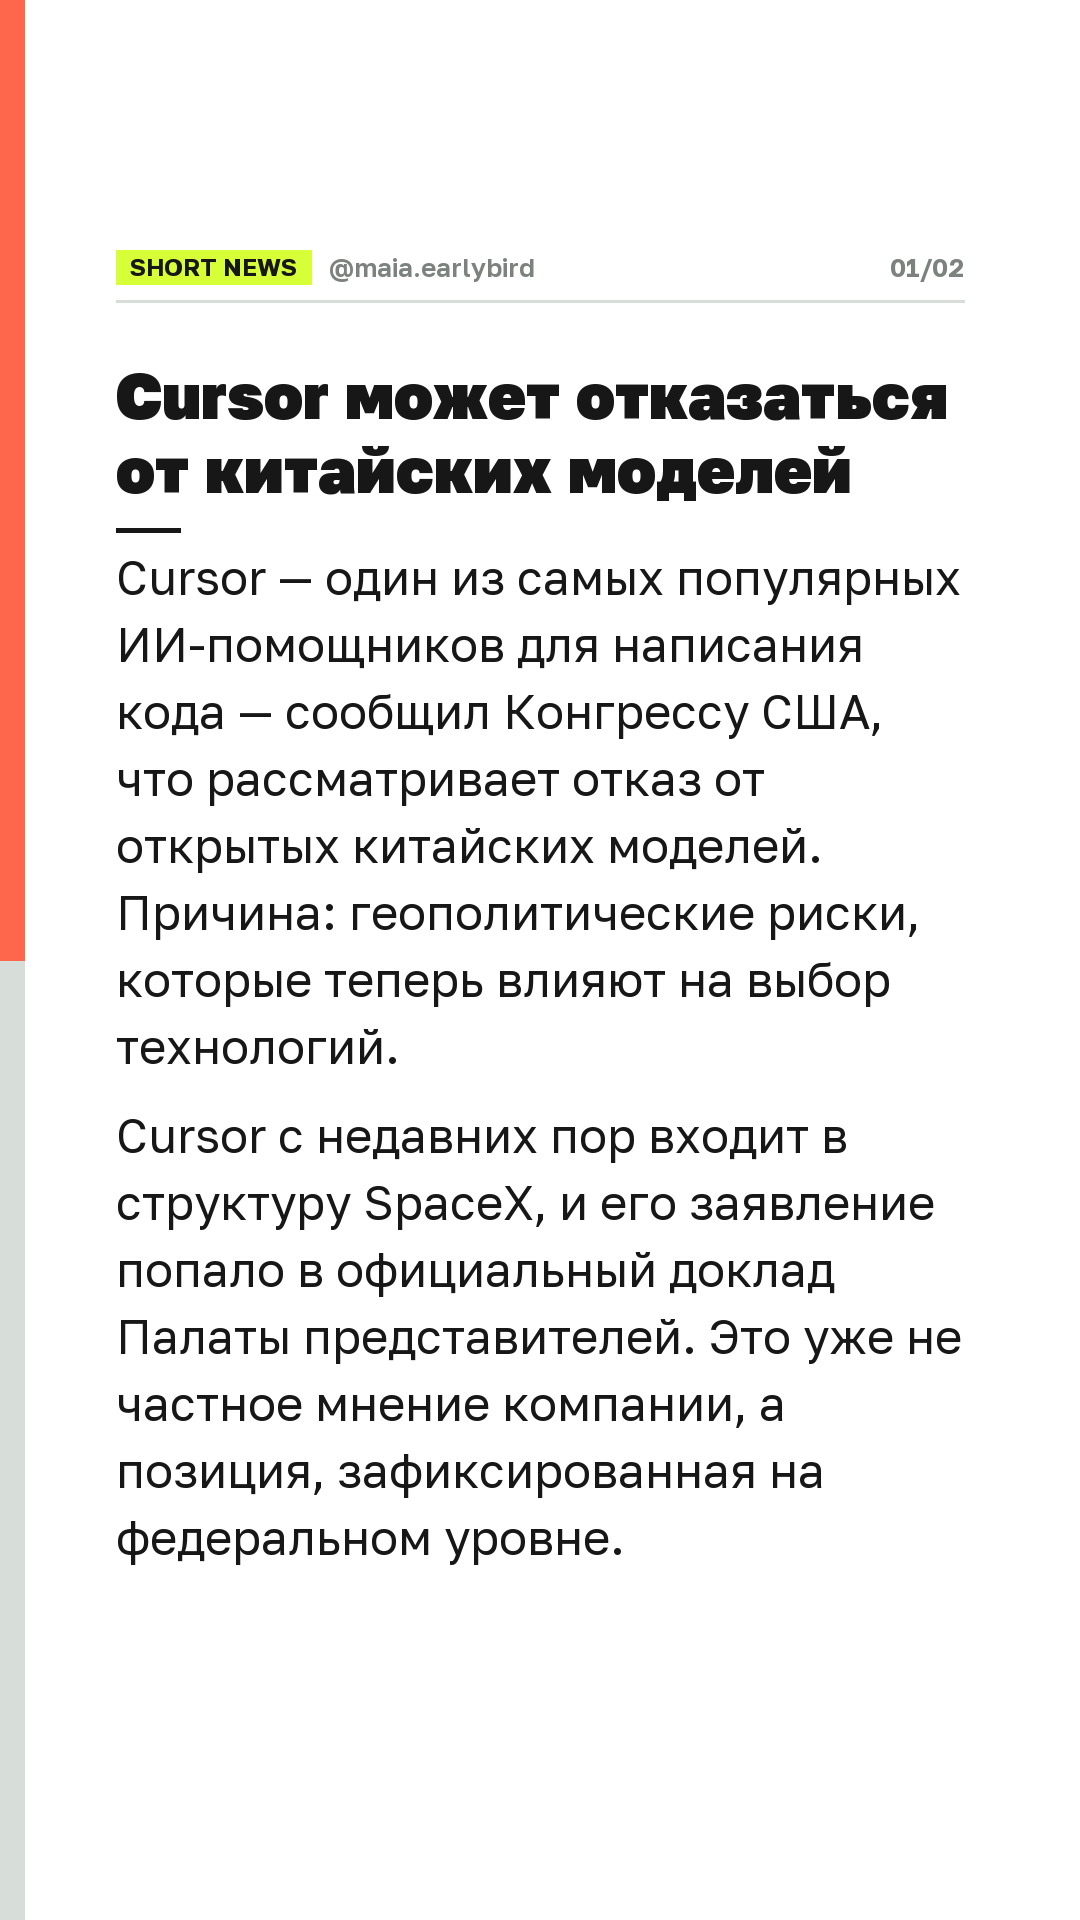 SHORT NEWS @maia.earlybird 01/02
Cursor может отказаться
от китайских моделей
Cursor — один из самых популярных
ИИ-помощников для написания
кода — сообщил Конгрессу США,
что рассматривает отказ от
открытых китайских моделей.
Причина: геополитические риски,
которые теперь влияют на выбор
технологий.
Cursor с недавних пор входит в
структуру SpaceX, и его заявление
попало в официальный доклад
Палаты представителей. Это уже не
частное мнение компании, а
позиция, зафиксированная на
федеральном уровне.